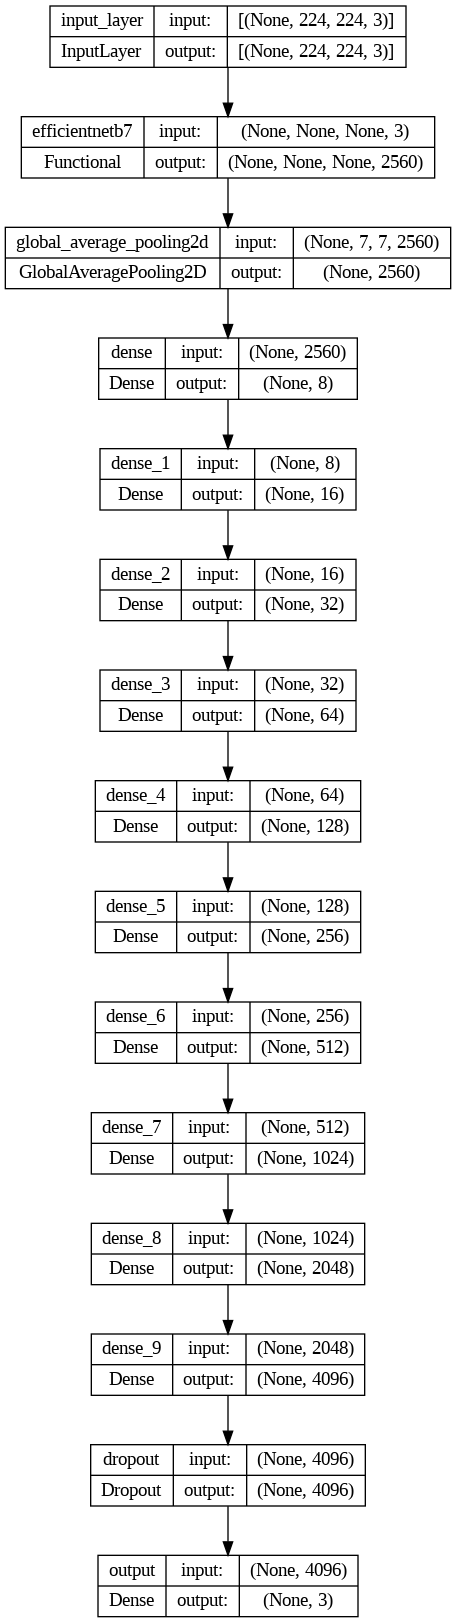 input_layer input: [(None, 224, 224, 3)]
InputLayer output: [(None, 224, 224, 3)]
efficientnetb7 input: (None, None, None, 3)
Functional output: (None, None, None, 2560)
global_average_pooling2d input: (None, 7, 7, 2560)
GlobalAveragePooling2D output: (None, 2560)
dense input: (None, 2560)
Dense output: (None, 8)
dense_1 input: (None, 8)
Dense output: (None, 16)
dense_2 input: (None, 16)
Dense output: (None, 32)
dense_3 input: (None, 32)
Dense output: (None, 64)
dense_4 input: (None, 64)
Dense output: (None, 128)
dense_5 input: (None, 128)
Dense output: (None, 256)
dense_6 input: (None, 256)
Dense output: (None, 512)
dense_7 input: (None, 512)
Dense output: (None, 1024)
dense_8 input: (None, 1024)
Dense output: (None, 2048)
dense_9 input: (None, 2048)
Dense output: (None, 4096)
dropout input: (None, 4096)
Dropout output: (None, 4096)
output input: (None, 4096)
Dense output: (None, 3)